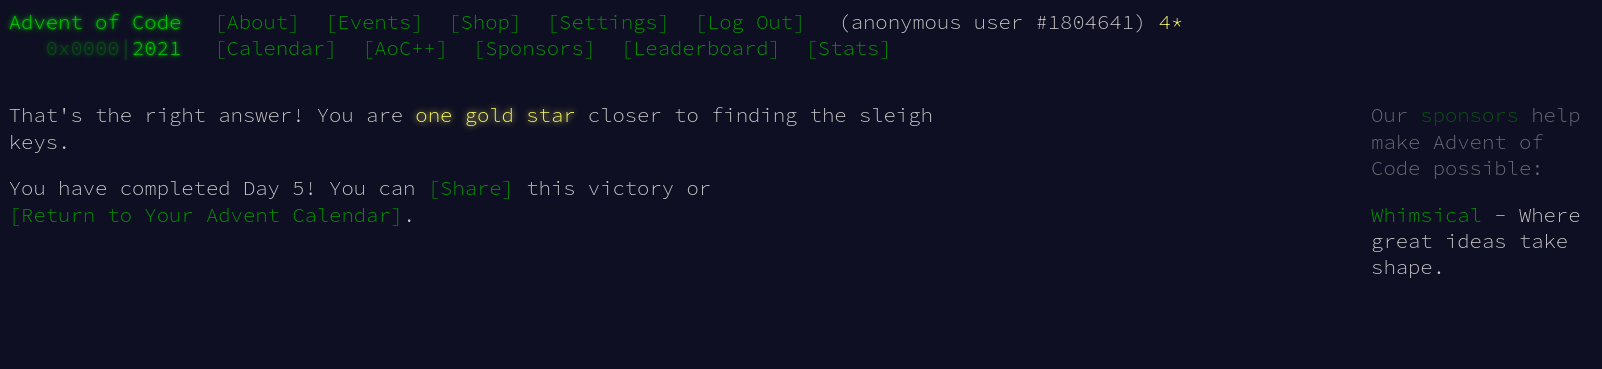 Advent of Code [About] [Events] [Shop] [Settings] [Log Out] (anonymous user #1804641) 4*
0x0000|2021 [Calendar] [AoC++] [Sponsors] [Leaderboard] [Stats]
That's the right answer! You are one gold star closer to finding the sleigh
keys.
You have completed Day 5! You can [Share] this victory or
[Return to Your Advent Calendar].
Our sponsors help
make Advent of
Code possible:
Whimsical - Where
great ideas take
shape.